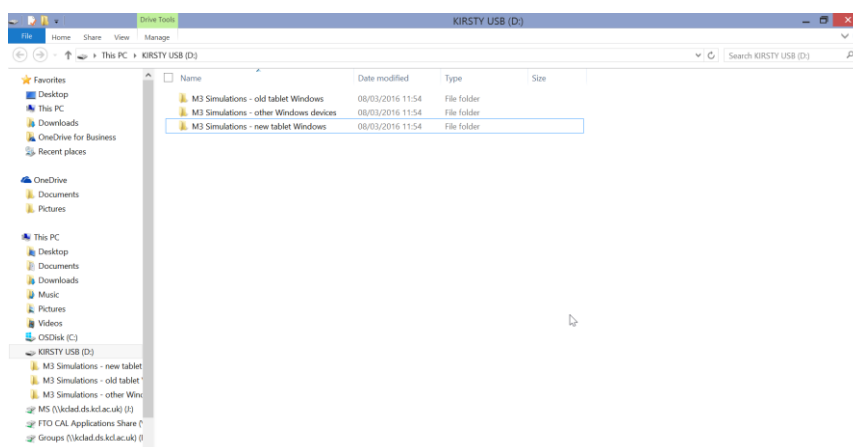 Drive Tools
KIRSTY USB (D:)
File Home Share View Manage
This PC KIRSTY USB (D:)
Search KIRSTY USB (D:)
Favorites
Desktop
This PC
Downloads
OneDrive for Business
Recent places
OneDrive
Documents
Pictures
This PC
Desktop
Documents
Downloads
Music
Pictures
Videos
OSDisk (C:)
KIRSTY USB (D:)
M3 Simulations - new tablet
M3 Simulations - old tablet
M3 Simulations - other Wind
MS (\\kclad.ds.kcl.ac.uk) (J:)
FTO CAL Applications Share (
Groups (\\kclad.ds.kcl.ac.uk) (
Name Date modified Type Size
M3 Simulations - old tablet Windows 08/03/2016 11:54 File folder
M3 Simulations - other Windows devices 08/03/2016 11:54 File folder
M3 Simulations - new tablet Windows 08/03/2016 11:54 File folder